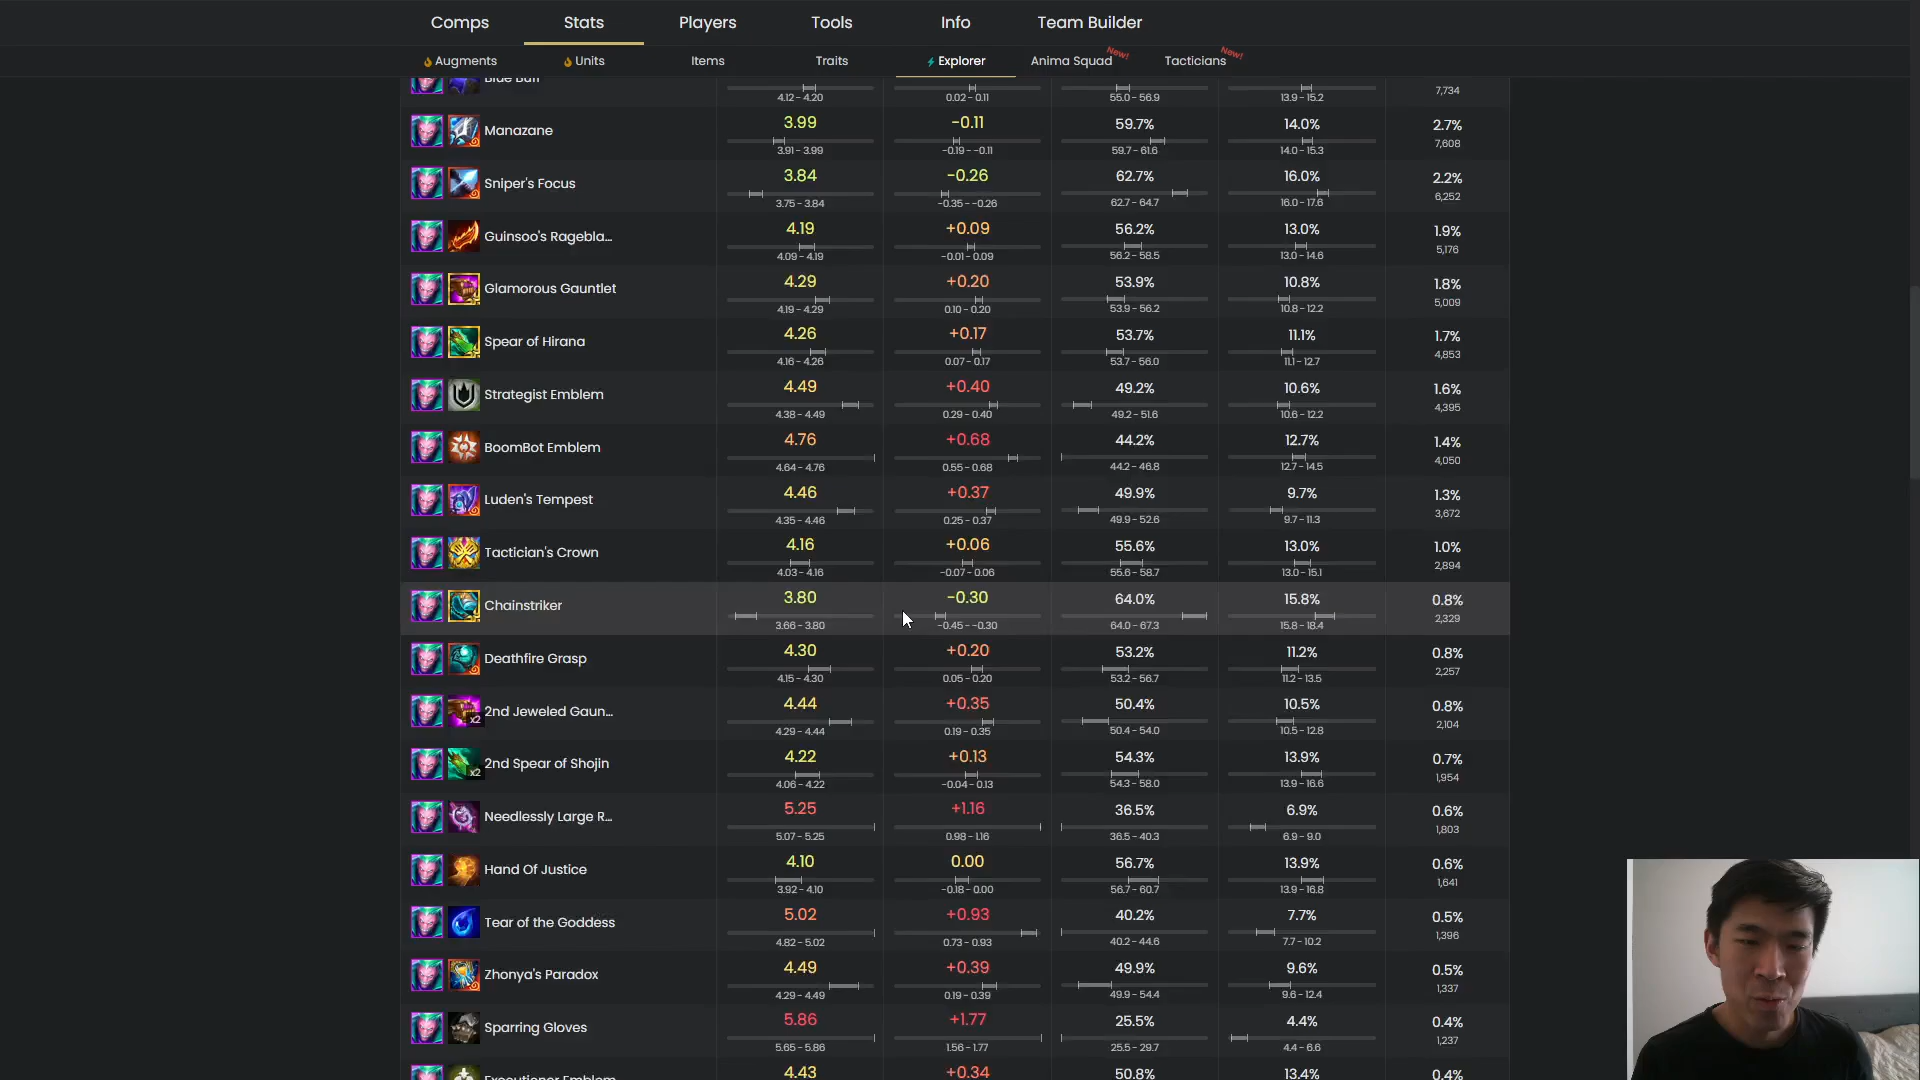 Comps Stats Players Tools Info Team Builder
Augments Units Items Traits Explorer Anima Squad New! Tacticians New!
Blue Buff 4.12 - 4.20 0.02 - 0.11 55.0 - 56.9 13.9 - 15.2 7,734
Manazane 3.99 -0.11 59.7% 14.0% 2.7%
3.91 - 3.99 -0.19 - -0.11 59.7 - 61.6 14.0 - 15.3 7,608
Sniper's Focus 3.84 -0.26 62.7% 16.0% 2.2%
3.75 - 3.84 -0.35 - -0.26 62.7 - 64.7 16.0 - 17.6 6,252
Guinsoo's Ragebla... 4.19 +0.09 56.2% 13.0% 1.9%
4.09 - 4.19 -0.01 - 0.09 56.2 - 58.5 13.0 - 14.6 5,176
Glamorous Gauntlet 4.29 +0.20 53.9% 10.8% 1.8%
4.19 - 4.29 0.10 - 0.20 53.9 - 56.2 10.8 - 12.2 5,009
Spear of Hirana 4.26 +0.17 53.7% 11.1% 1.7%
4.16 - 4.26 0.07 - 0.17 53.7 - 56.0 11.1 - 12.7 4,853
Strategist Emblem 4.49 +0.40 49.2% 10.6% 1.6%
4.38 - 4.49 0.29 - 0.40 49.2 - 51.6 10.6 - 12.2 4,395
BoomBot Emblem 4.76 +0.68 44.2% 12.7% 1.4%
4.64 - 4.76 0.55 - 0.68 44.2 - 46.8 12.7 - 14.5 4,050
Luden's Tempest 4.46 +0.37 49.9% 9.7% 1.3%
4.35 - 4.46 0.25 - 0.37 49.9 - 52.6 9.7 - 11.3 3,672
Tactician's Crown 4.16 +0.06 55.6% 13.0% 1.0%
4.03 - 4.16 -0.07 - 0.06 55.6 - 58.7 13.0 - 15.1 2,894
Chainstriker 3.80 -0.30 64.0% 15.8% 0.8%
3.66 - 3.80 -0.45 - -0.30 64.0 - 67.3 15.8 - 18.4 2,329
Deathfire Grasp 4.30 +0.20 53.2% 11.2% 0.8%
4.15 - 4.30 0.05 - 0.20 53.2 - 56.7 11.2 - 13.5 2,257
x2 2nd Jeweled Gaun... 4.44 +0.35 50.4% 10.5% 0.8%
4.29 - 4.44 0.19 - 0.35 50.4 - 54.0 10.5 - 12.8 2,104
x2 2nd Spear of Shojin 4.22 +0.13 54.3% 13.9% 0.7%
4.06 - 4.22 -0.04 - 0.13 54.3 - 58.0 13.9 - 16.6 1,954
Needlessly Large R... 5.25 +1.16 36.5% 6.9% 0.6%
5.07 - 5.25 0.98 - 1.16 36.5 - 40.3 6.9 - 9.0 1,803
Hand Of Justice 4.10 0.00 56.7% 13.9% 0.6%
3.92 - 4.10 -0.18 - 0.00 56.7 - 60.7 13.9 - 16.8 1,641
Tear of the Goddess 5.02 +0.93 40.2% 7.7% 0.5%
4.82 - 5.02 0.73 - 0.93 40.2 - 44.6 7.7 - 10.2 1,396
Zhonya's Paradox 4.49 +0.39 49.9% 9.6% 0.5%
4.29 - 4.49 0.19 - 0.39 49.9 - 54.4 9.6 - 12.4 1,337
Sparring Gloves 5.86 +1.77 25.5% 4.4% 0.4%
5.65 - 5.86 1.56 - 1.77 25.5 - 29.7 4.4 - 6.6 1,237
Executioner Emblem 4.43 +0.34 50.8% 13.4% 0.4%